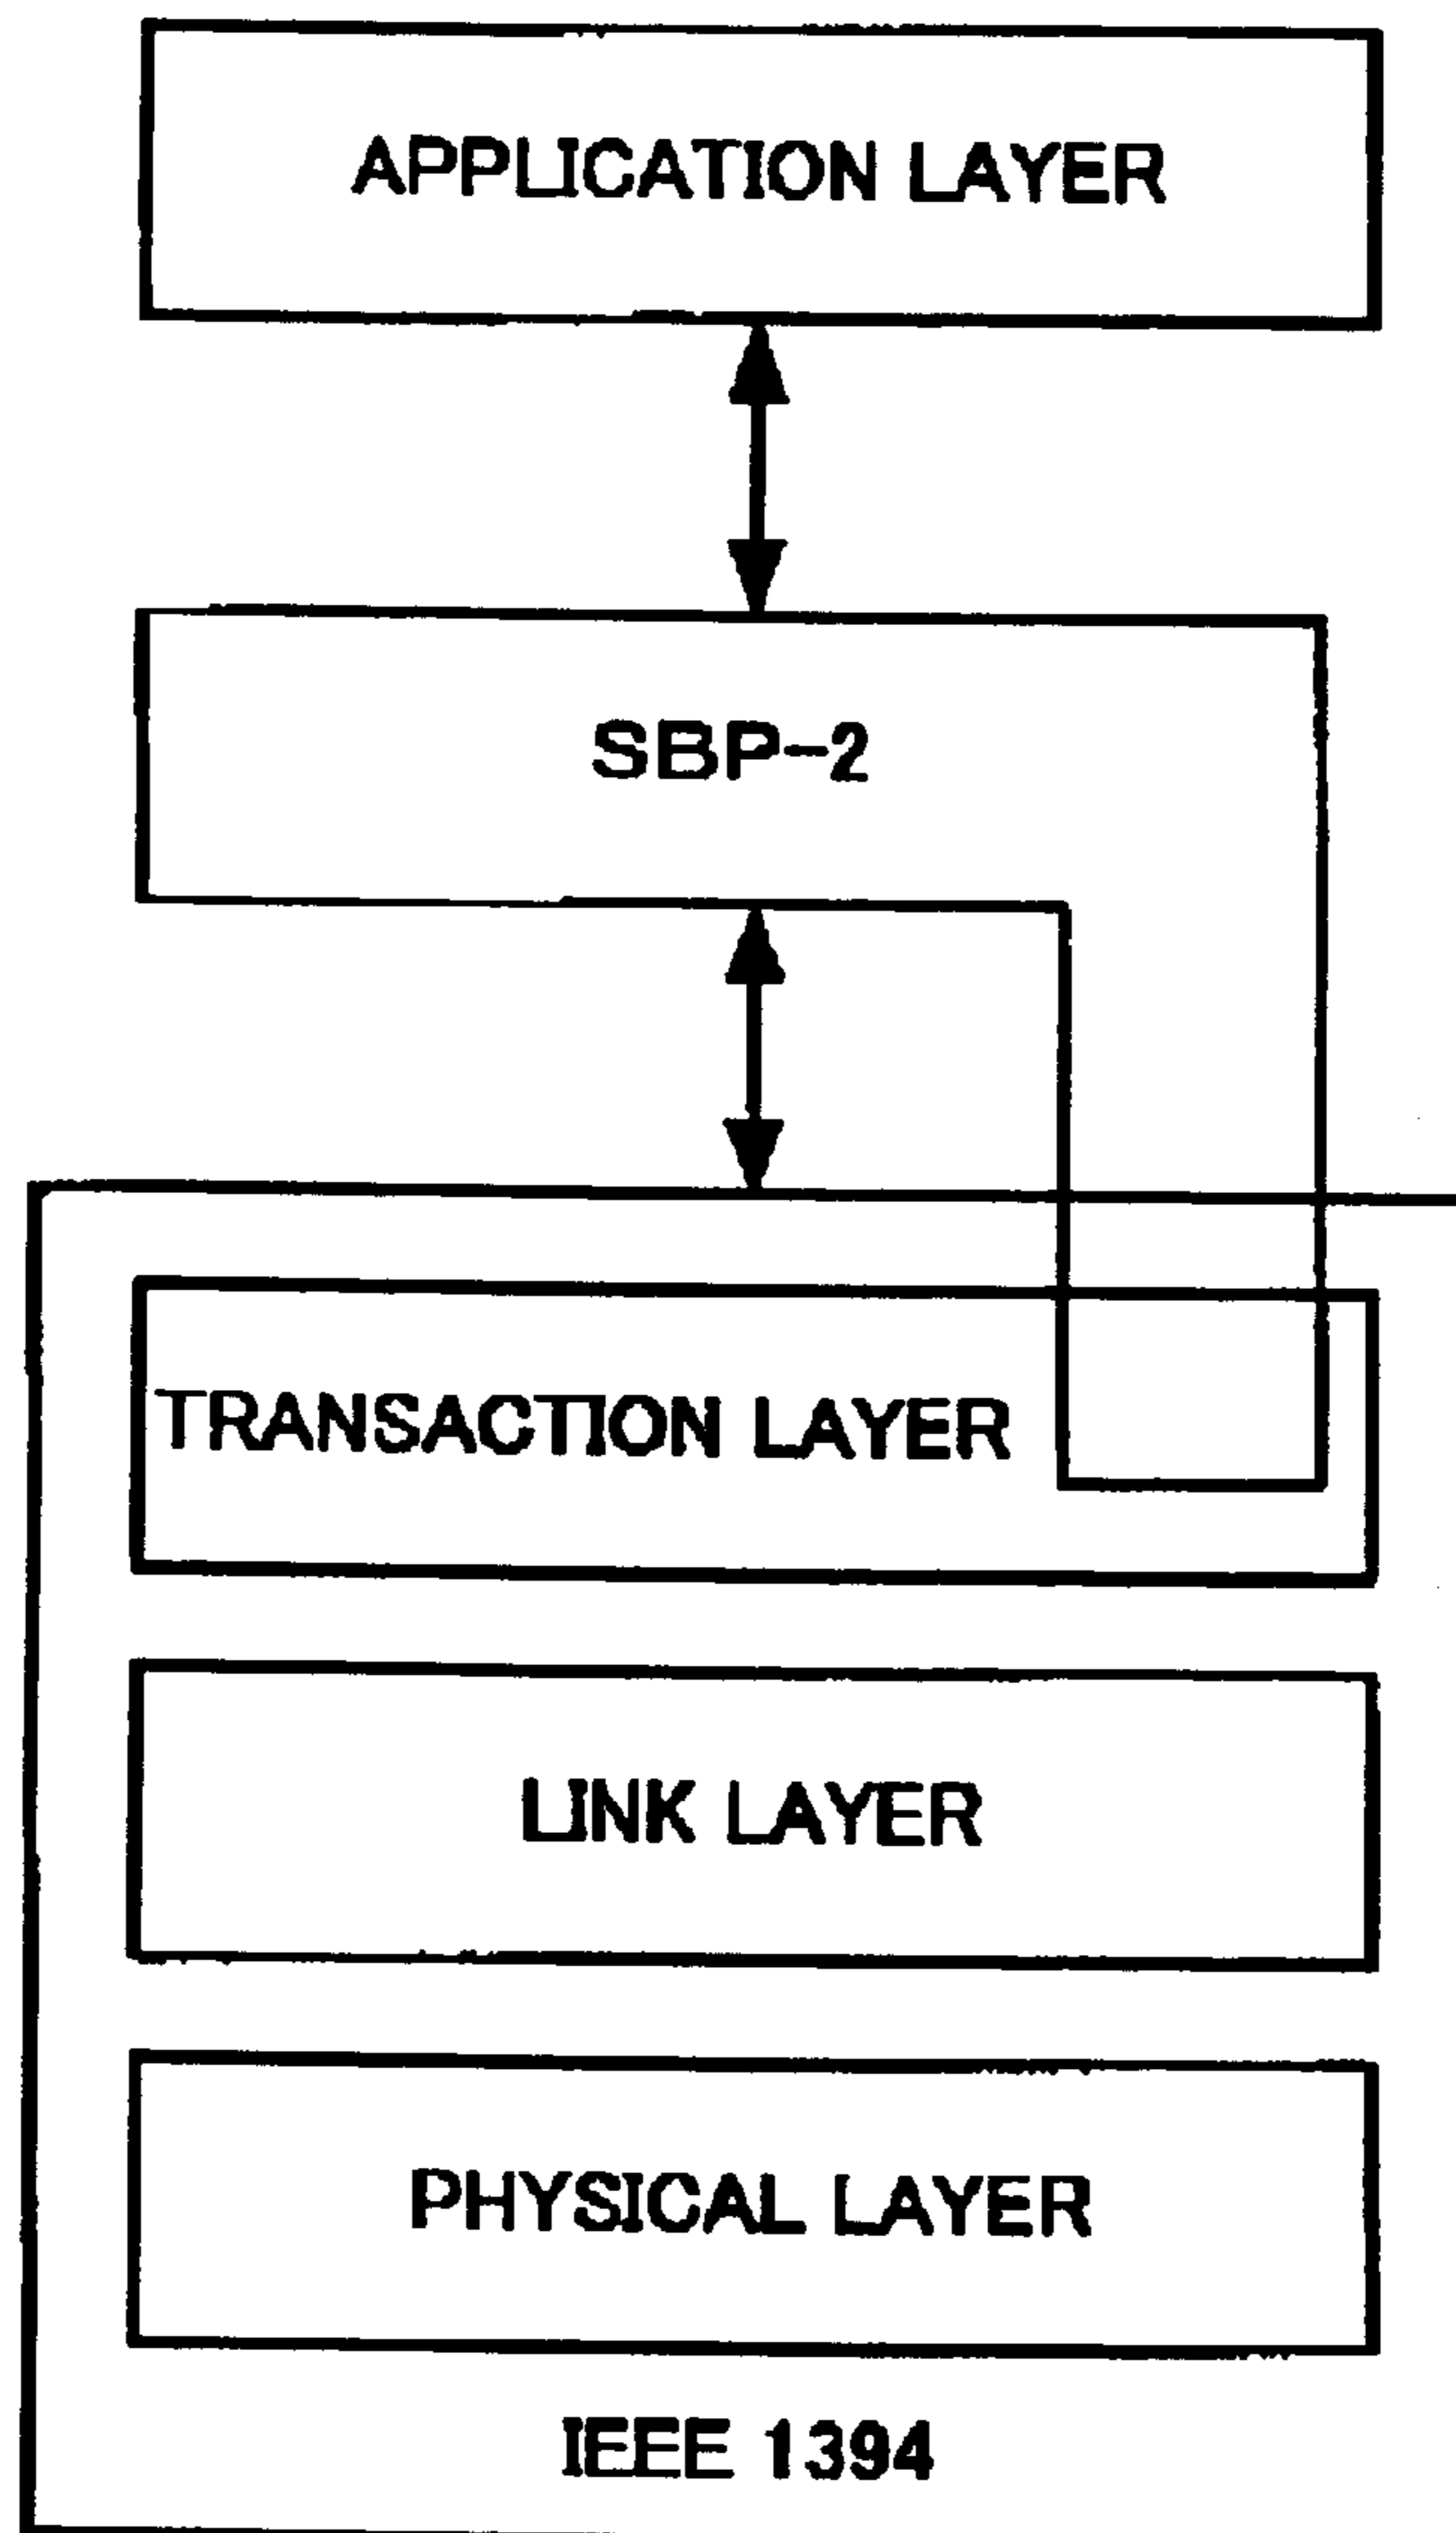 APPLICATION LAYER
SBP-2
TRANSACTION LAYER
LINK LAYER
PHYSICAL LAYER
IEEE 1394